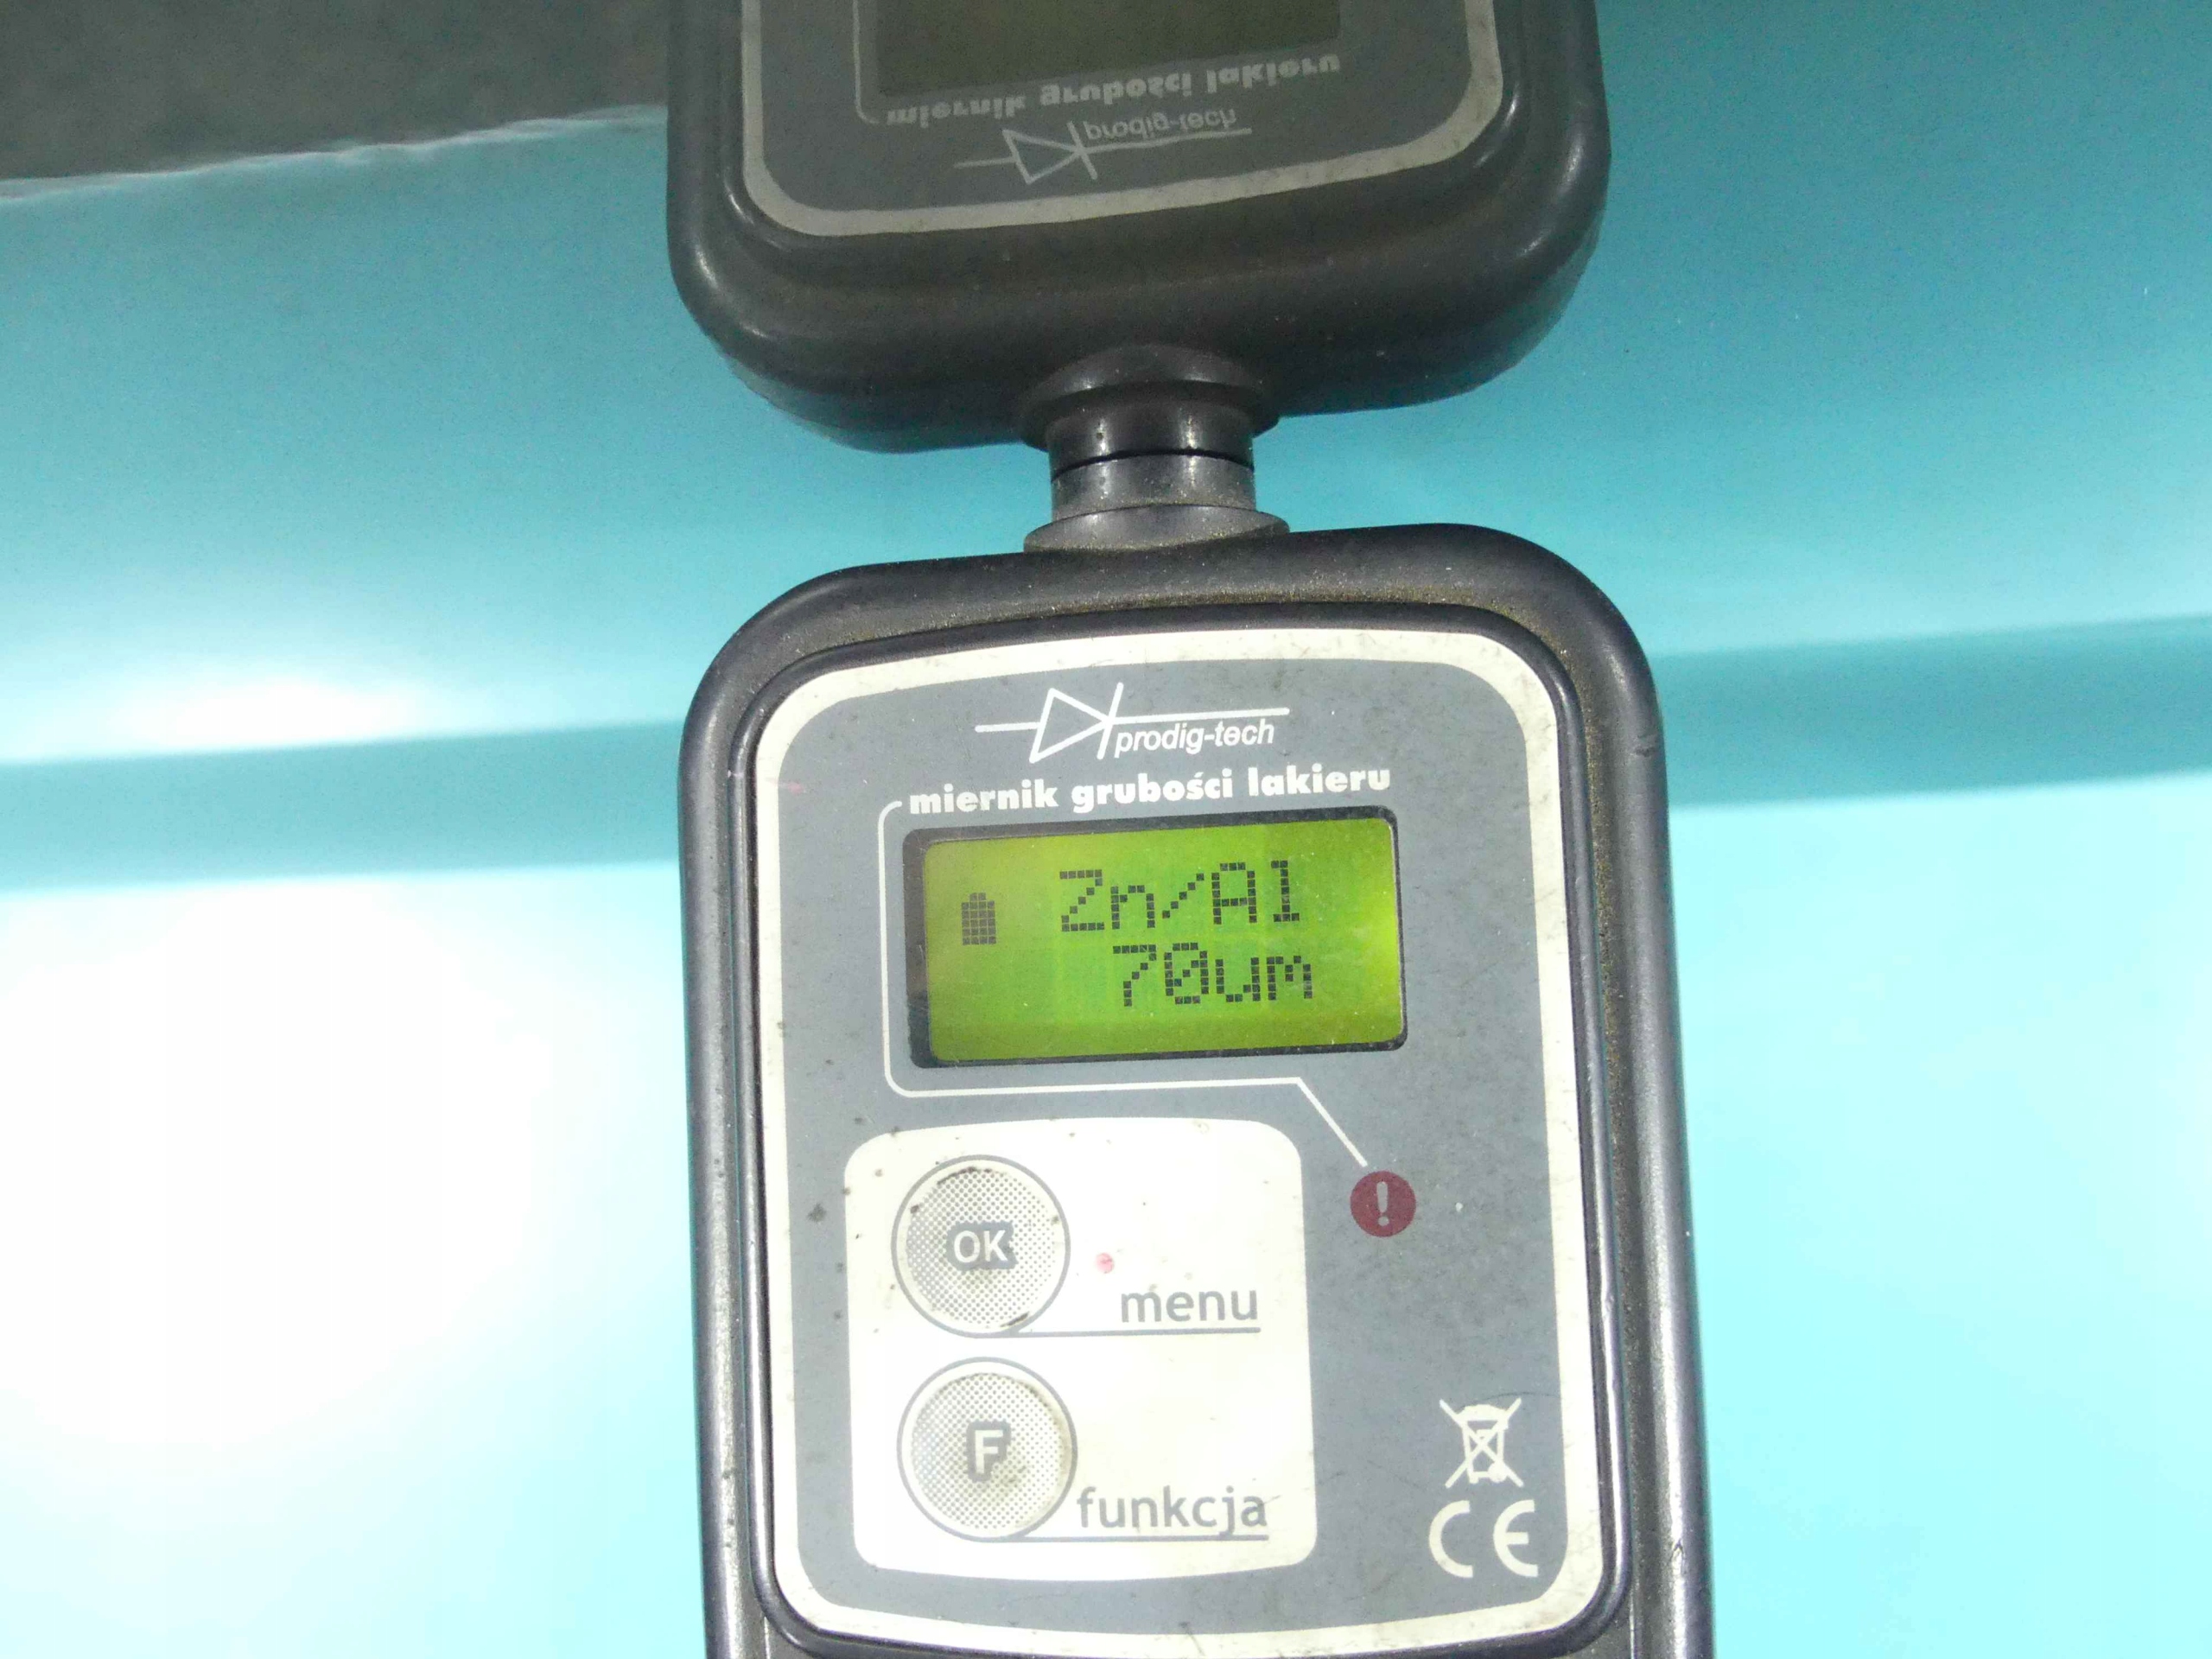 miernik grubości lakieru
prodig-tech
prodig-tech
miernik grubości lakieru
Zn/Al
70um
OK
menu
F
funkcja
CE